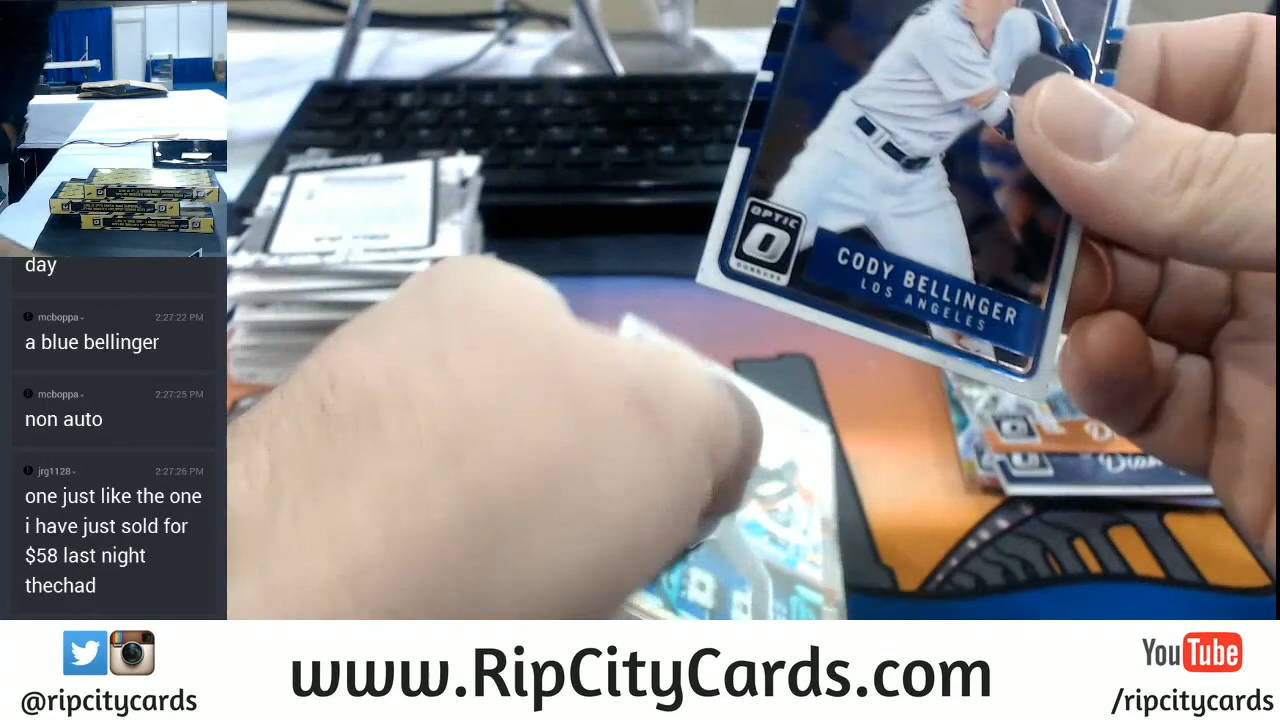 day
mcboppa
2:27:22 PM
a blue bellinger
mcboppa
2:27:25 PM
non auto
jrg1128
2:27:26 PM
one just like the one
i have just sold for
$58 last night
thechad
OPTIC
DONRUSS
CODY BELLINGER
LOS ANGELES
@ripcitycards
www.RipCityCards.com
YouTube
/ripcitycards